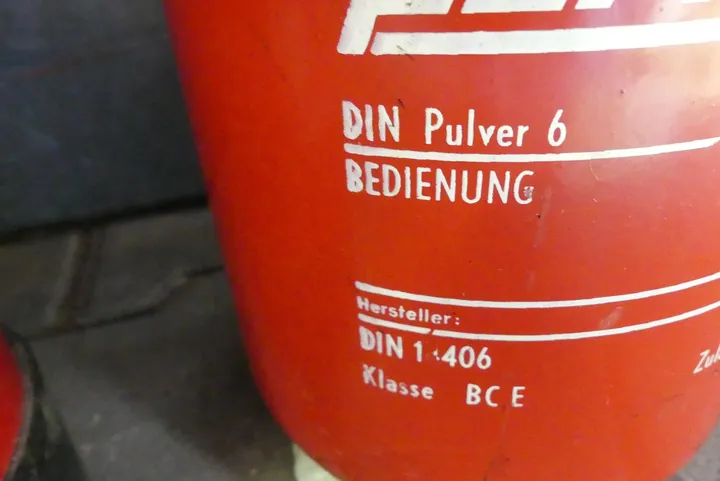 DIN Pulver 6
BEDIENUNG
Hersteller:
DIN 14406
Klasse BC E